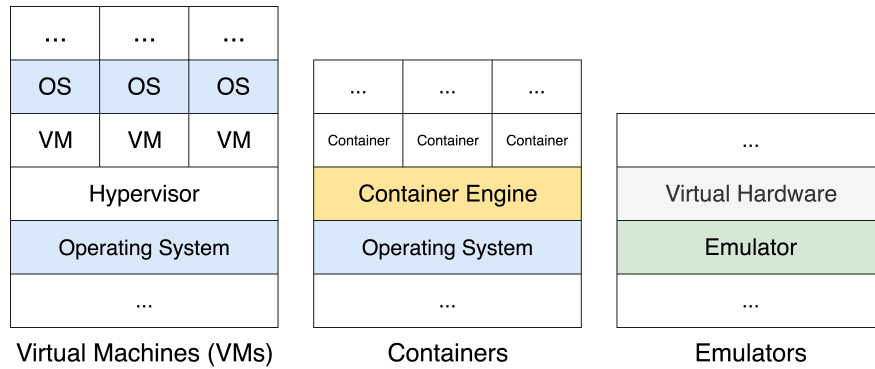 ... ... ...
OS OS OS
VM VM VM
Hypervisor
Operating System
...
Virtual Machines (VMs)
... ... ...
Container Container Container
Container Engine
Operating System
...
Containers
...
Virtual Hardware
Emulator
...
Emulators